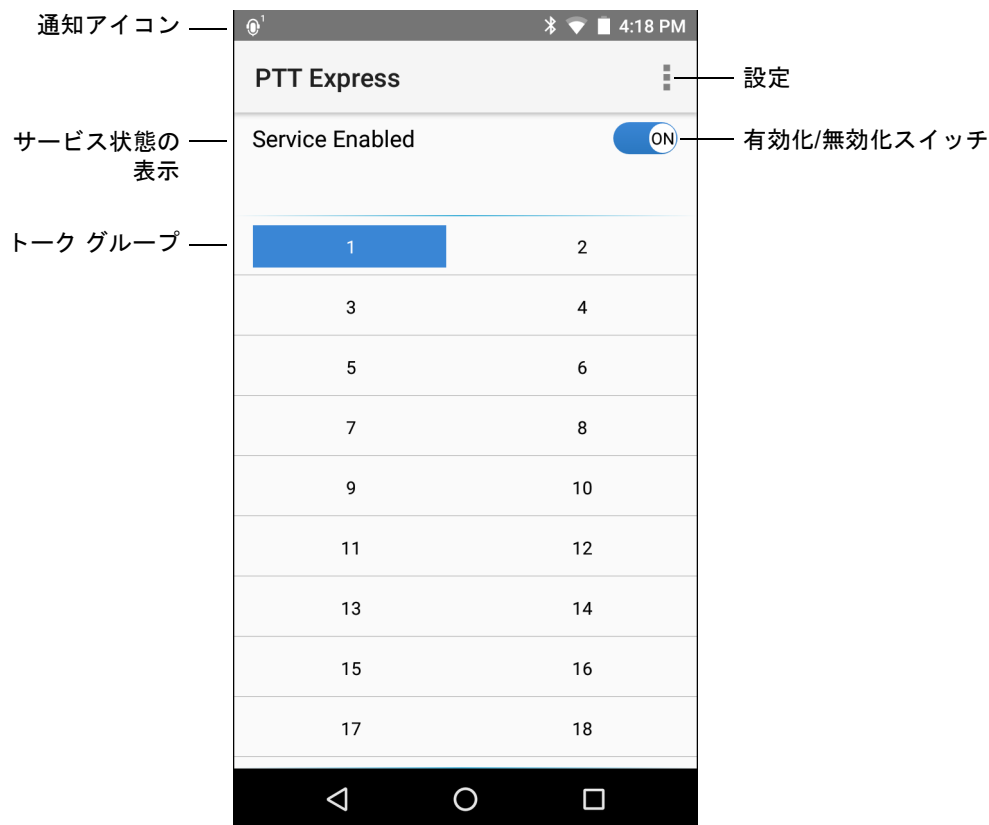 通知アイコン
1
4:18 PM
PTT Express
設定
サービス状態の
表示
Service Enabled
ON
有効化/無効化スイッチ
トーク グループ
1 2
3 4
5 6
7 8
9 10
11 12
13 14
15 16
17 18